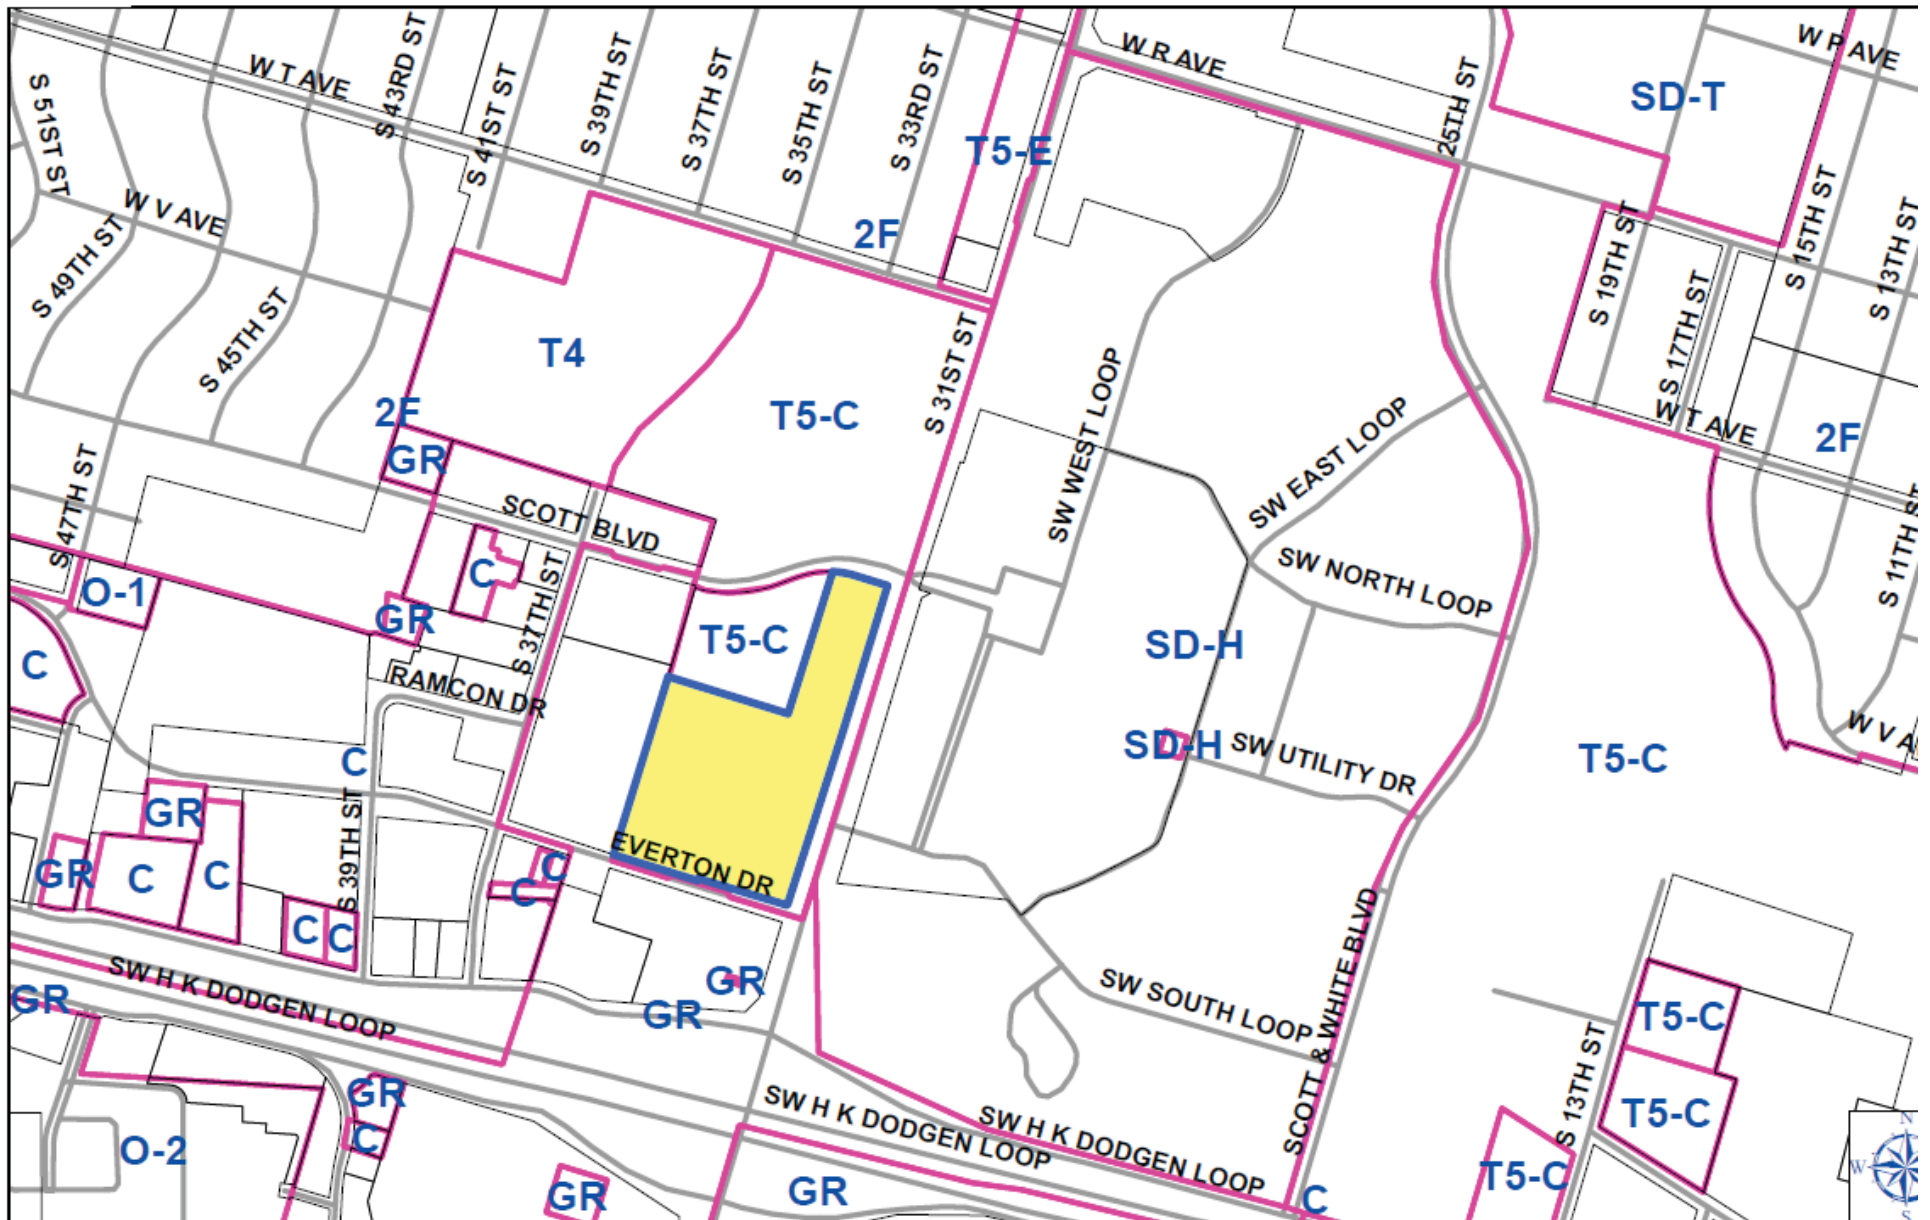 W T AVE
S 43RD ST
S 41ST ST
S 39TH ST
S 37TH ST
S 35TH ST
S 33RD ST
T5-E
W R AVE
25TH ST
SD-T
W P AVE
S 51ST ST
W V AVE
S 49TH ST
S 45TH ST
2F
S 19TH ST
S 17TH ST
S 15TH ST
S 13TH ST
T4
T5-C
S 31ST ST
SW WEST LOOP
SW EAST LOOP
W T AVE
2F
2F
GR
S 47TH ST
SCOTT BLVD
SW NORTH LOOP
S 11TH ST
O-1
C
GR
S 37TH ST
T5-C
SD-H
C
RAMCON DR
SD-H
SW UTILITY DR
T5-C
W V A
C
GR
S 39TH ST
EVERTON DR
GR
C
C
C
C
C
C
SW H K DODGEN LOOP
GR
GR
GR
SW SOUTH LOOP
SCOTT & WHITE BLVD
T5-C
S 13TH ST
GR
C
O-2
SW H K DODGEN LOOP
SW H K DODGEN LOOP
T5-C
T5-C
GR
GR
C
N
W
S